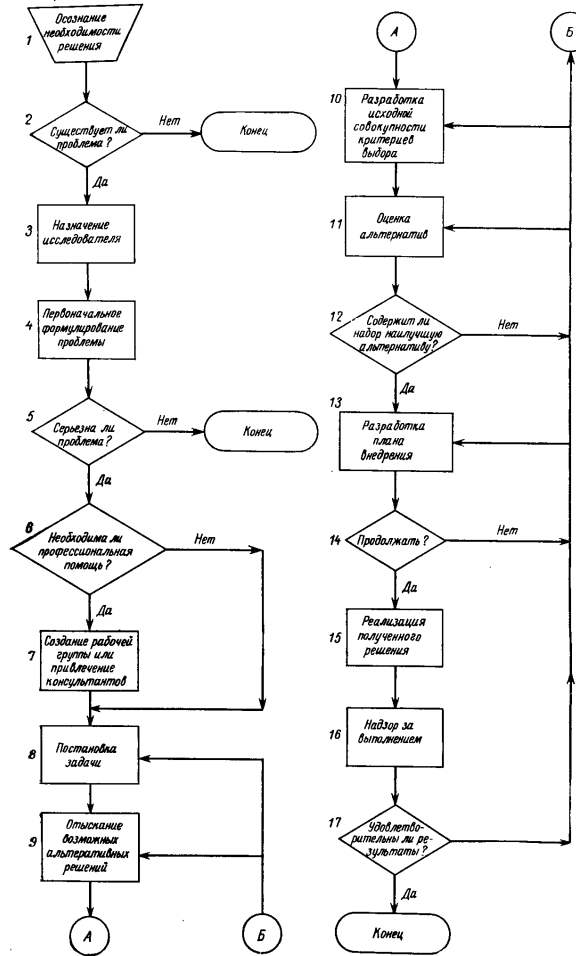 1
Осознание
необходимости
решения
2
Существует ли
проблема?
Нет
Конец
Да
3
Назначение
исследователя
4
Первоначальное
формулирование
проблемы
5
Серьезна ли
проблема?
Нет
Конец
Да
6
Необходима ли
профессиональная
помощь?
Нет
Да
7
Создание рабочей
группы или
привлечение
консультантов
8
Постановка
задачи
9
Отыскание
возможных
альтеративных
решений
А
Б
А
Б
10
Разработка
исходной
совокупности
критериев
выбора
11
Оценка
альтернатив
12
Содержит ли
надор наилучшую
альтернативу?
Нет
Да
13
Разработка
плана
внедрвния
14
Продолжать?
Нет
Да
15
Реализация
полученного
решения
16
Надзор за
выполнением
17
Удовлетво-
рительны ли ре-
зультаты?
Да
Конец